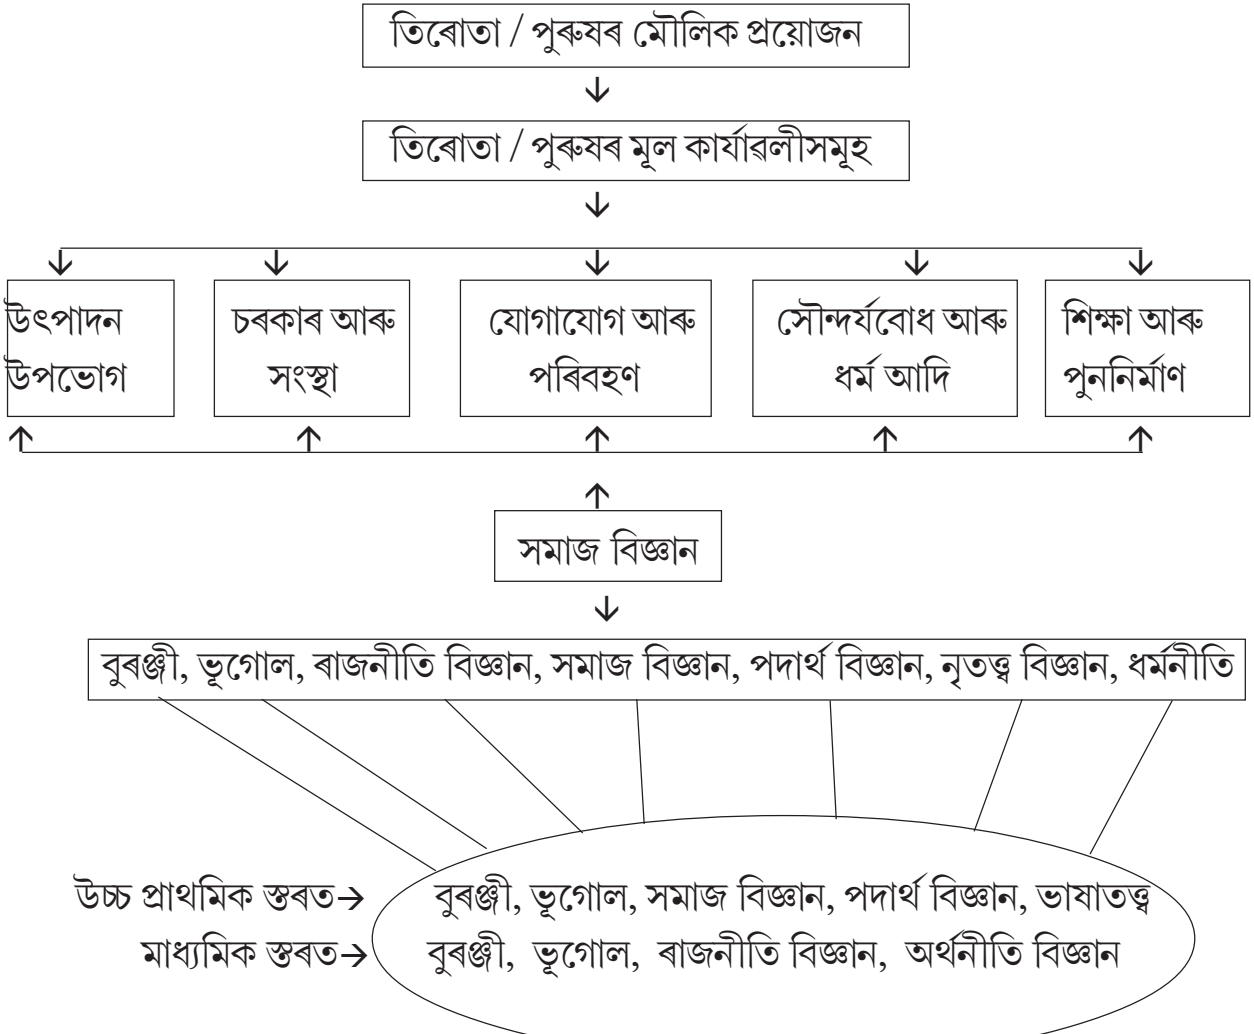 তিৰোতা / পুৰুষৰ মৌলিক প্ৰয়োজন
তিৰোতা / পুৰুষৰ মূল কাৰ্যাৱলীসমূহ
উৎপাদন
উপভোগ
চৰকাৰ আৰু
সংস্থা
যোগাযোগ আৰু
পৰিবহণ
সৌন্দৰ্যবোধ আৰু
ধৰ্ম আদি
শিক্ষা আৰু
পুননিৰ্মাণ
সমাজ বিজ্ঞান
বুৰঞ্জী, ভূগোল, ৰাজনীতি বিজ্ঞান, সমাজ বিজ্ঞান, পদাৰ্থ বিজ্ঞান, নৃতত্ত্ব বিজ্ঞান, ধৰ্মনীতি
উচ্চ প্ৰাথমিক স্তৰত→ বুৰঞ্জী, ভূগোল, সমাজ বিজ্ঞান, পদাৰ্থ বিজ্ঞান, ভাষাতত্ত্ব
মাধ্যমিক স্তৰত→ বুৰঞ্জী, ভূগোল, ৰাজনীতি বিজ্ঞান, অৰ্থনীতি বিজ্ঞান